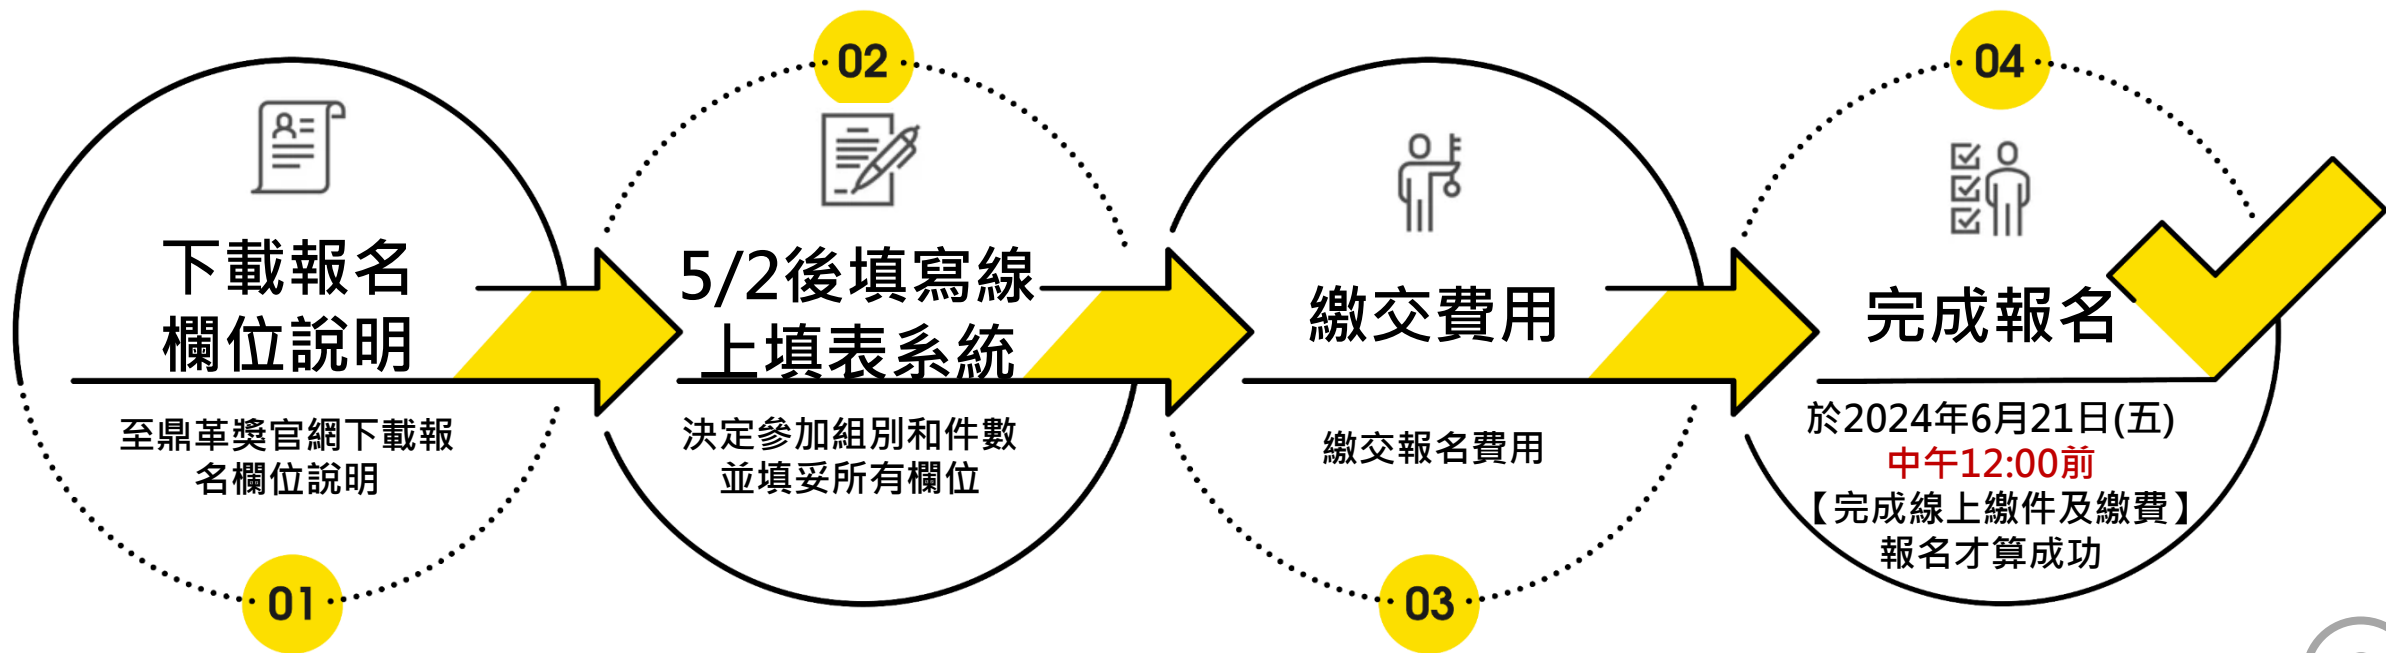 01
下載報名
欄位說明
至鼎革獎官網下載報
名欄位說明
02
5/2後填寫線
上填表系統
決定參加組別和件數
並填妥所有欄位
03
繳交費用
繳交報名費用
04
完成報名
於2024年6月21日(五)
中午12:00前
【完成線上繳件及繳費】
報名才算成功